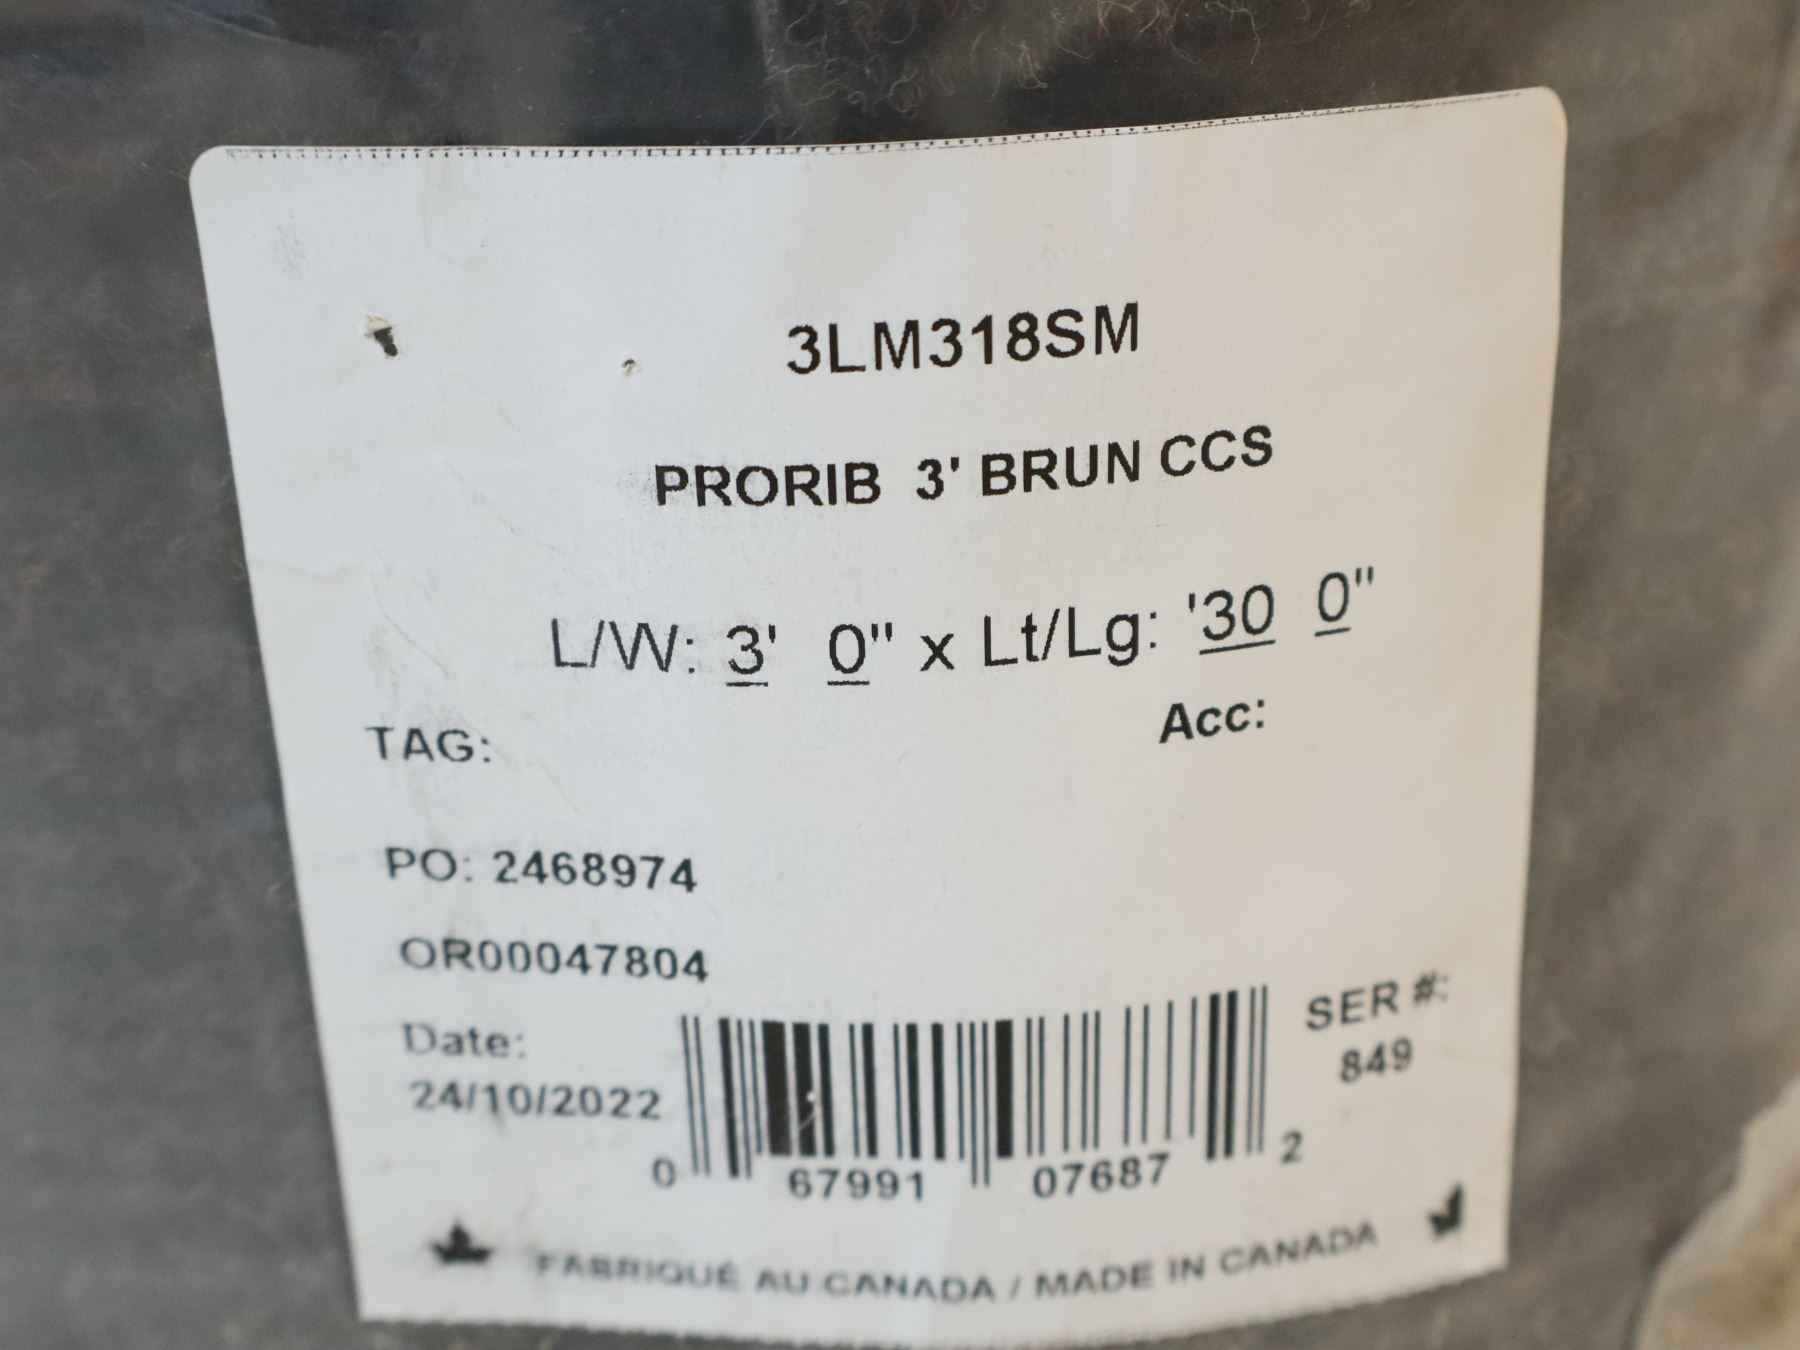 3LM318SM
PRORIB 3' BRUN CCS
L/W: 3' 0" x Lt/Lg: '30 0"
TAG:
Acc:
PO: 2468974
OR00047804
Date:
24/10/2022
SER #:
849
0 67991 07687 2
FABRIQUÉ AU CANADA / MADE IN CANADA